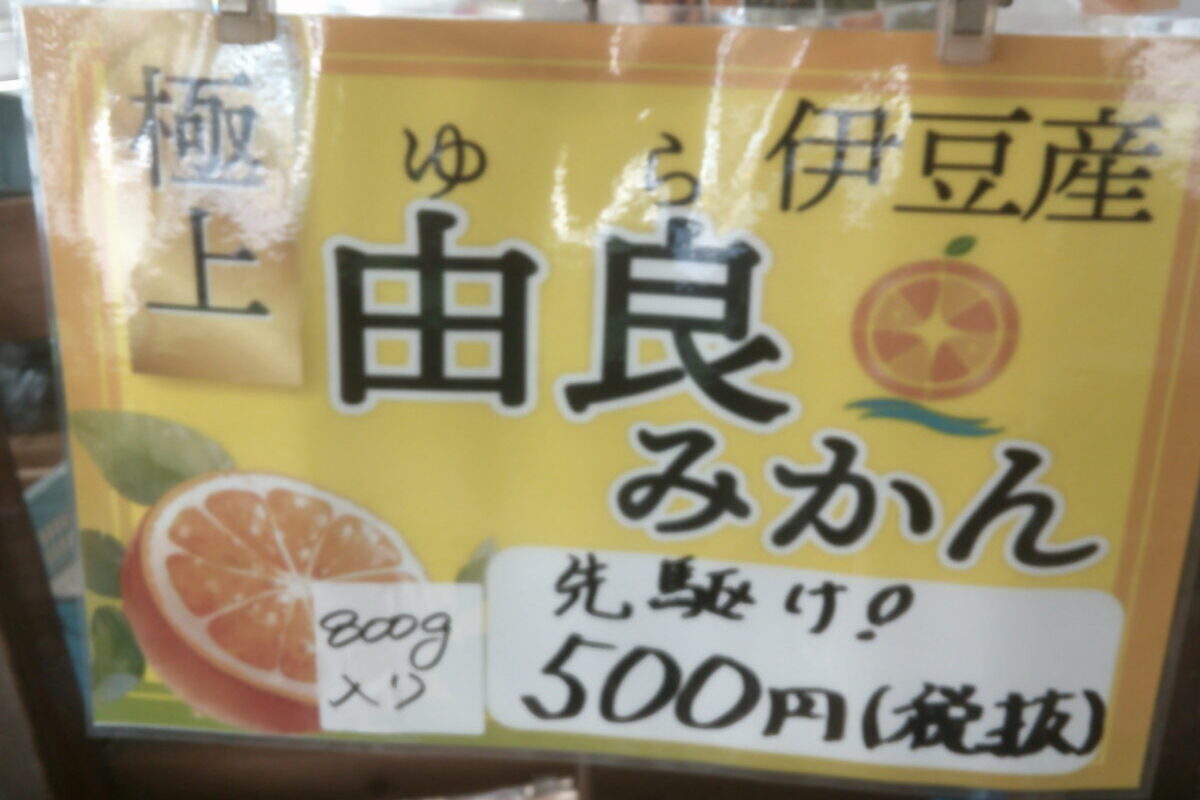 極上
伊豆産
ゆら
由良
みかん
先駆け!
500円(税抜)
800g
入り